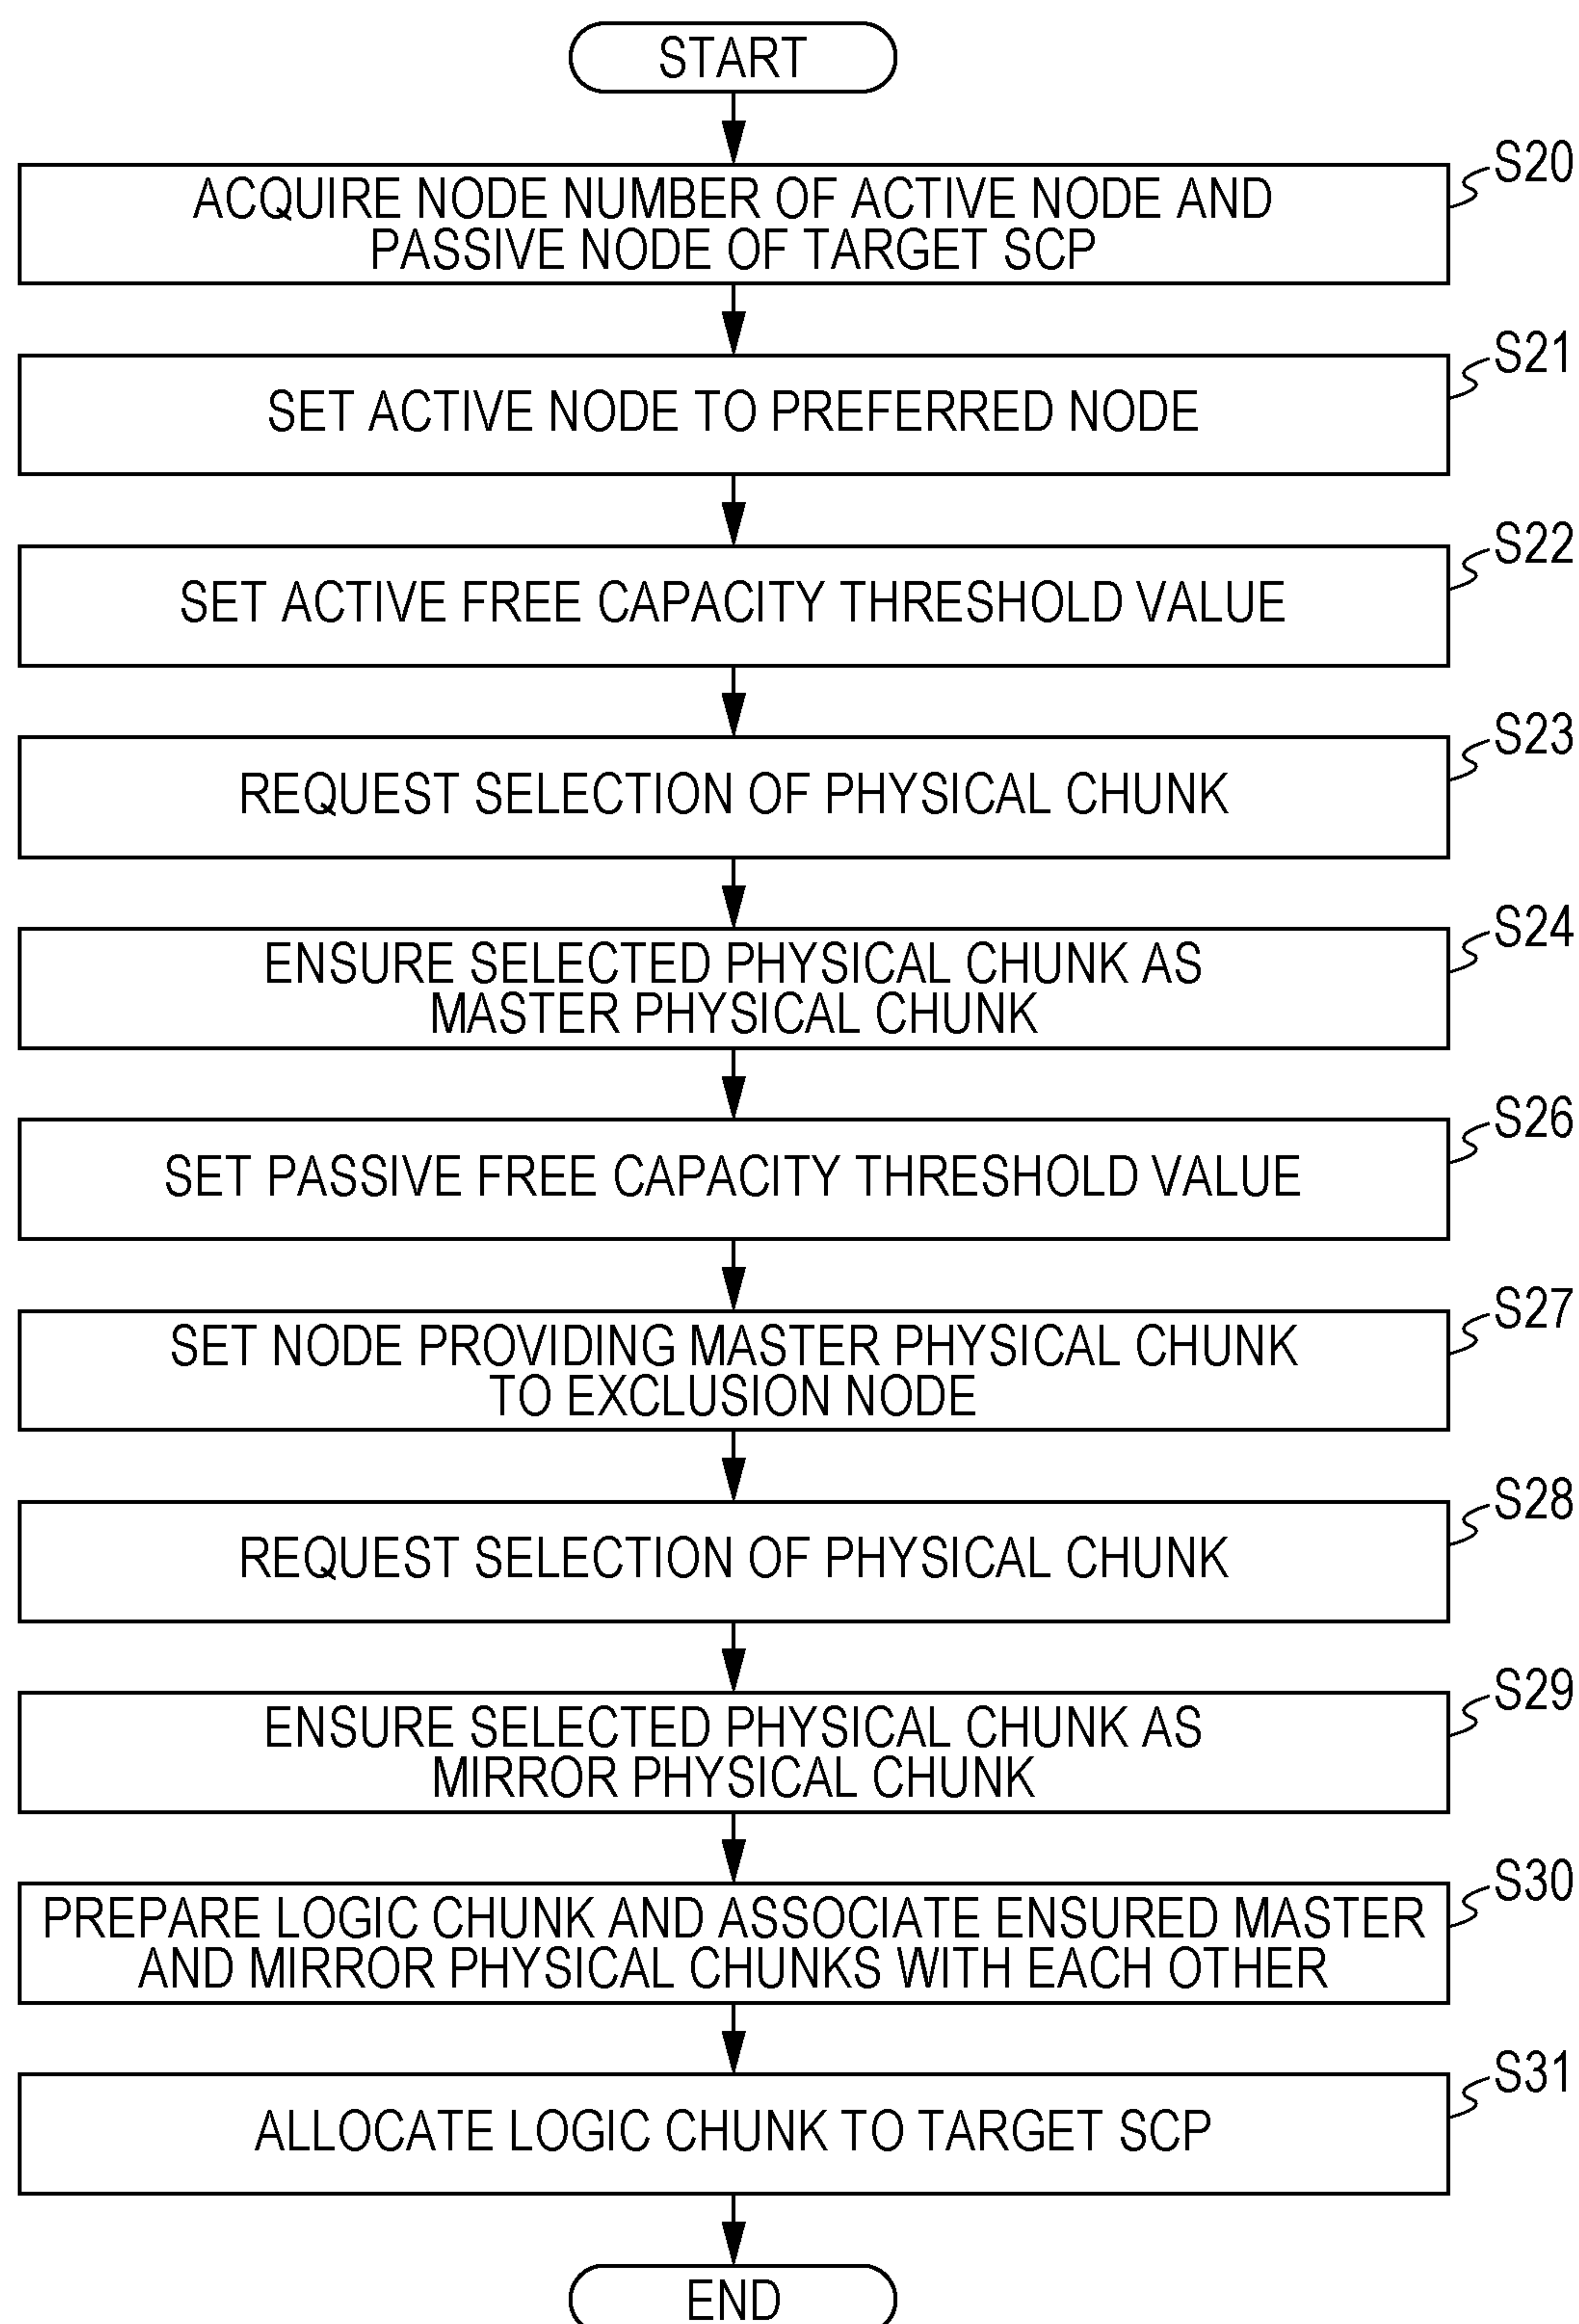 START
S20
ACQUIRE NODE NUMBER OF ACTIVE NODE AND
PASSIVE NODE OF TARGET SCP
S21
SET ACTIVE NODE TO PREFERRED NODE
S22
SET ACTIVE FREE CAPACITY THRESHOLD VALUE
S23
REQUEST SELECTION OF PHYSICAL CHUNK
S24
ENSURE SELECTED PHYSICAL CHUNK AS
MASTER PHYSICAL CHUNK
S26
SET PASSIVE FREE CAPACITY THRESHOLD VALUE
S27
SET NODE PROVIDING MASTER PHYSICAL CHUNK
TO EXCLUSION NODE
S28
REQUEST SELECTION OF PHYSICAL CHUNK
S29
ENSURE SELECTED PHYSICAL CHUNK AS
MIRROR PHYSICAL CHUNK
S30
PREPARE LOGIC CHUNK AND ASSOCIATE ENSURED MASTER
AND MIRROR PHYSICAL CHUNKS WITH EACH OTHER
S31
ALLOCATE LOGIC CHUNK TO TARGET SCP
END